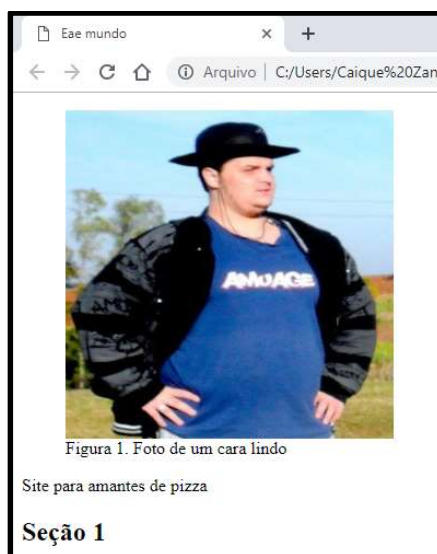 Eae mundo
Arquivo | C:/Users/Caique%20Zan
AMUAGE
Figura 1. Foto de um cara lindo
Site para amantes de pizza
Seção 1